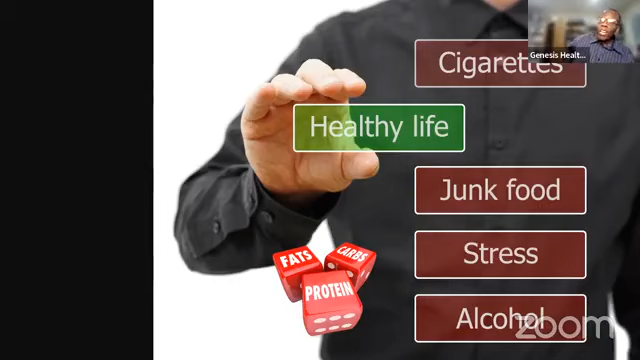 Cigarettes
Genesis Healt...
Healthy life
Junk food
Stress
Alcohol
FATS
CARBS
PROTEIN
zoom